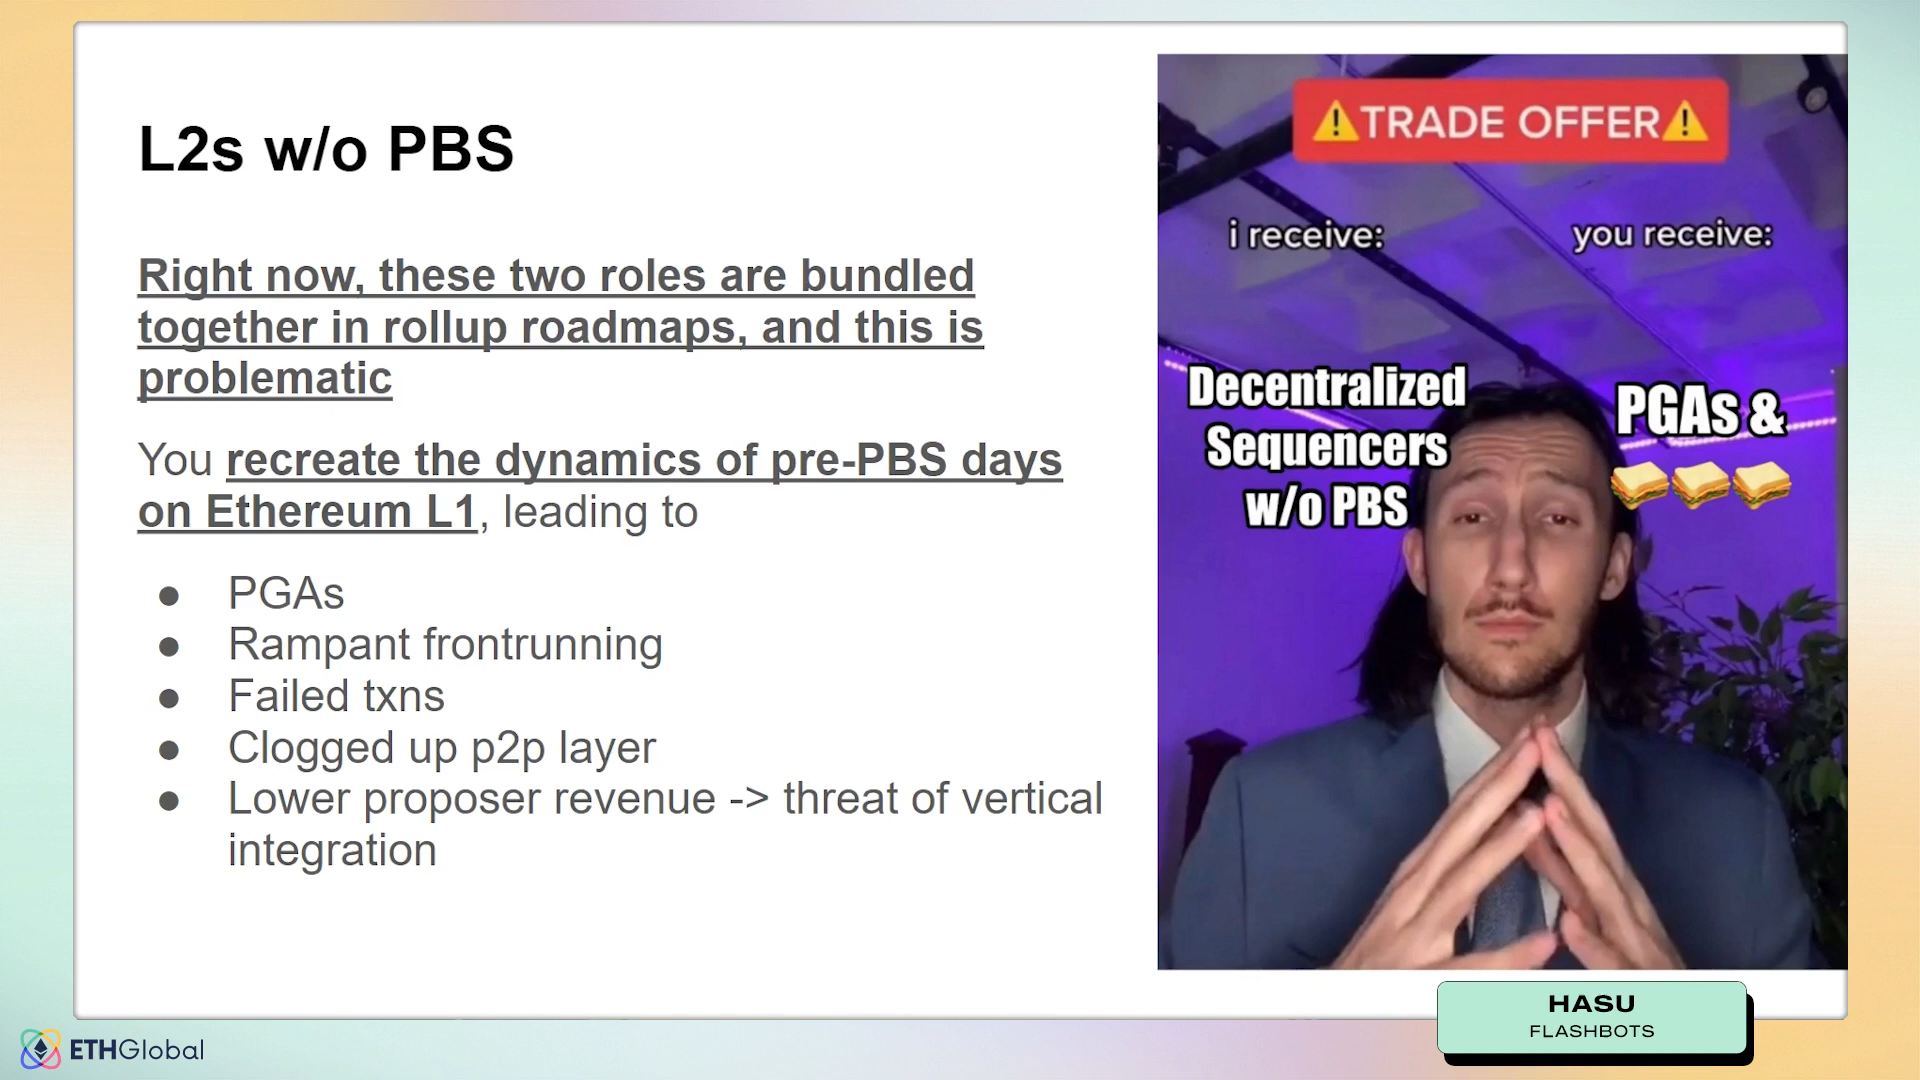 L2s w/o PBS
Right now, these two roles are bundled
together in rollup roadmaps, and this is
problematic
You recreate the dynamics of pre-PBS days
on Ethereum L1, leading to
● PGAs
● Rampant frontrunning
● Failed txns
● Clogged up p2p layer
● Lower proposer revenue -> threat of vertical
integration
⚠️TRADE OFFER⚠️
i receive:
you receive:
Decentralized
Sequencers
w/o PBS
PGAs &
🥪🥪🥪
HASU
FLASHBOTS
ETHGlobal